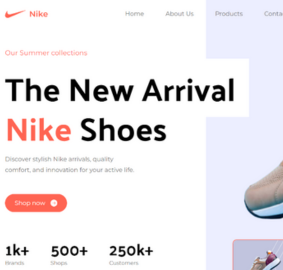 Nike
Home About Us Products Conta
Our Summer collections
The New Arrival
Nike Shoes
Discover stylish Nike arrivals, quality
comfort, and innovation for your active life.
Shop now
1k+ 500+ 250k+
Brands Shops Customers